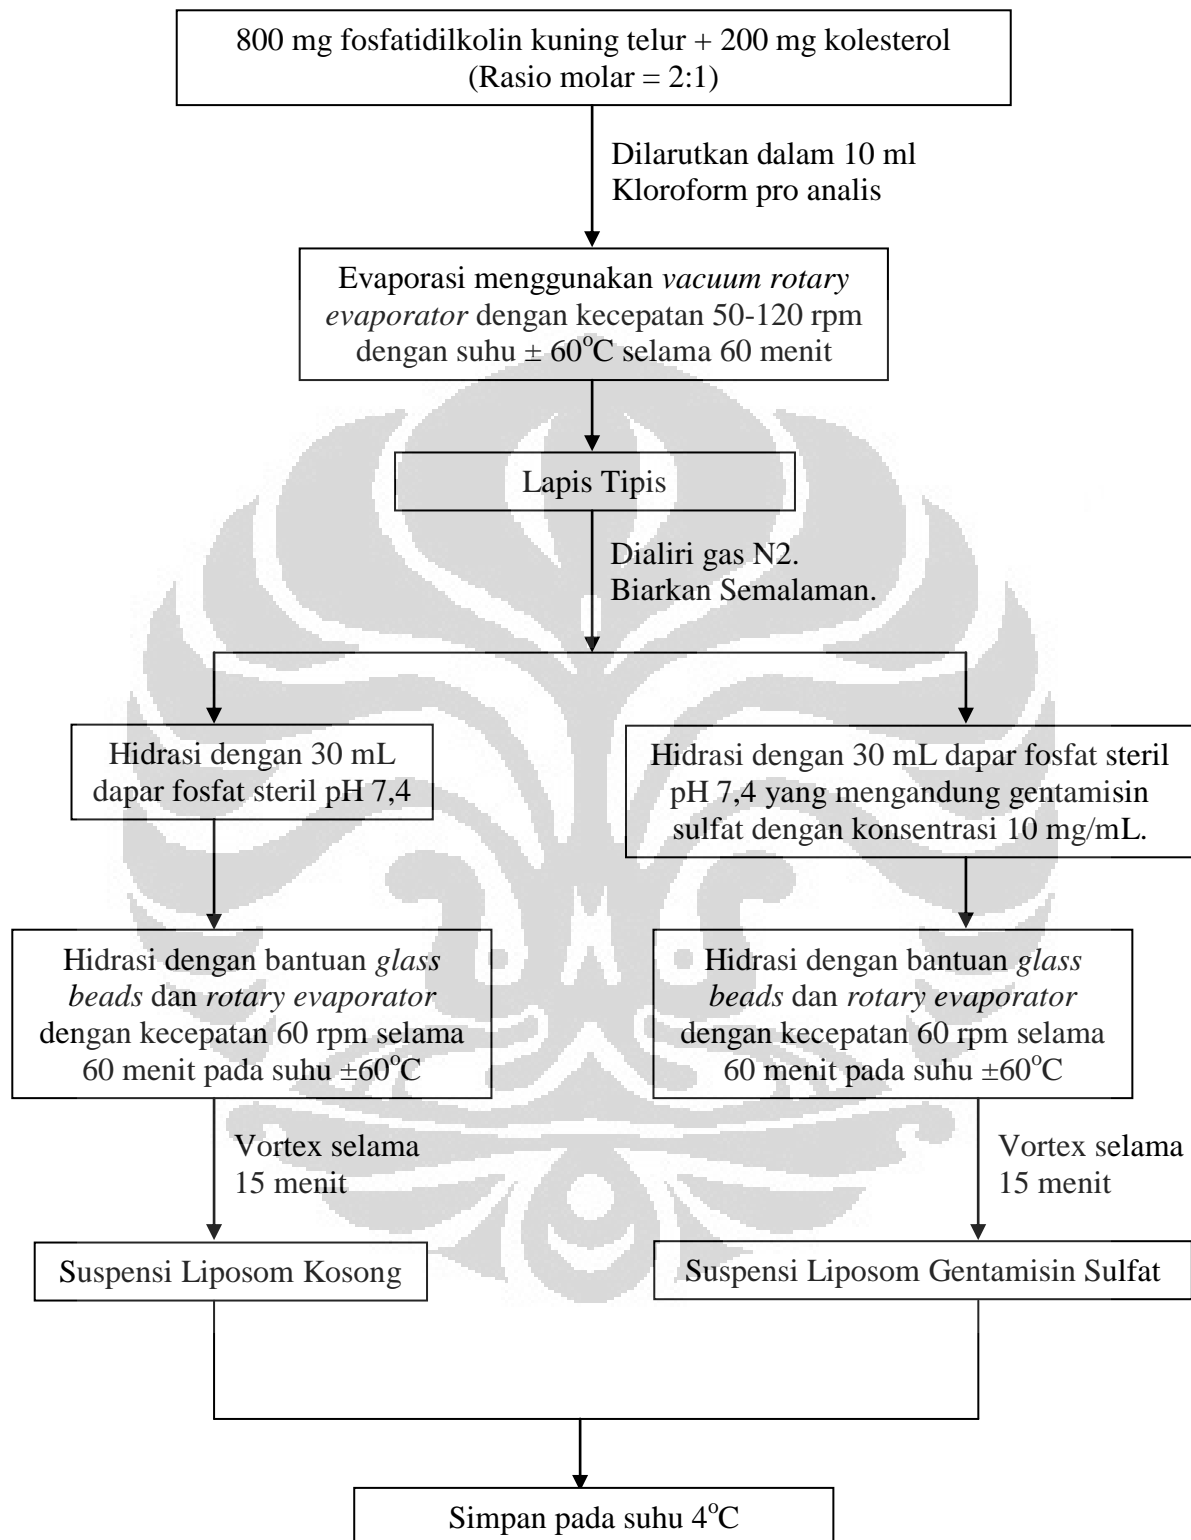 800 mg fosfatidilkolin kuning telur + 200 mg kolesterol
(Rasio molar = 2:1)
Dilarutkan dalam 10 ml
Kloroform pro analis
Evaporasi menggunakan vacuum rotary
evaporator dengan kecepatan 50-120 rpm
dengan suhu ± 60°C selama 60 menit
Lapis Tipis
Dialiri gas N2.
Biarkan Semalaman.
Hidrasi dengan 30 mL
dapar fosfat steril pH 7,4
Hidrasi dengan 30 mL dapar fosfat steril
pH 7,4 yang mengandung gentamisin
sulfat dengan konsentrasi 10 mg/mL.
Hidrasi dengan bantuan glass
beads dan rotary evaporator
dengan kecepatan 60 rpm selama
60 menit pada suhu ±60°C
Hidrasi dengan bantuan glass
beads dan rotary evaporator
dengan kecepatan 60 rpm selama
60 menit pada suhu ±60°C
Vortex selama
15 menit
Vortex selama
15 menit
Suspensi Liposom Kosong
Suspensi Liposom Gentamisin Sulfat
Simpan pada suhu 4°C